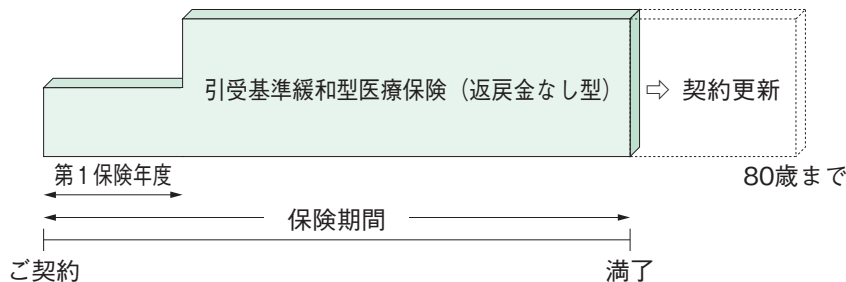 引受基準緩和型医療保険（返戻金なし型）
⇨ 契約更新
第1保険年度
80歳まで
保険期間
ご契約
満了